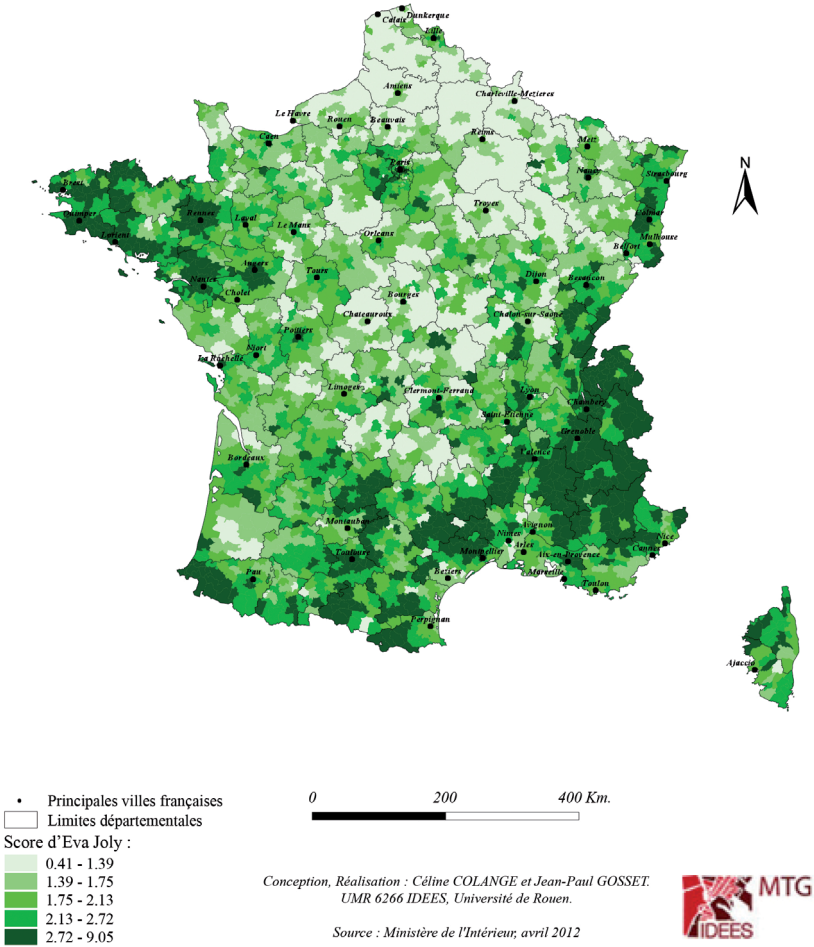 Calais
Dunkerque
Lille
Amiens
Charleville-Mezieres
Le Havre
Rouen
Beauvais
Reims
Caen
Metz
Paris
Nancy
Strasbourg
N
Brest
Quimper
Rennes
Laval
Le Mans
Troyes
Colmar
Lorient
Orleans
Mulhouse
Belfort
Angers
Tours
Dijon
Besancon
Nantes
Cholet
Bourges
Chateauroux
Chalon-sur-Saone
Poitiers
Niort
La Rochelle
Limoges
Clermont-Ferrand
Lyon
Chambery
Saint-Etienne
Grenoble
Bordeaux
Valence
Montauban
Avignon
Nimes
Nice
Arles
Cannes
Toulouse
Montpellier
Aix-en-Provence
Pau
Beziers
Marseille
Toulon
Perpignan
Ajaccio
Principales villes françaises
0 200 400 Km.
Limites départementales
Score d’Eva Joly :
0.41 - 1.39
1.39 - 1.75
1.75 - 2.13
2.13 - 2.72
2.72 - 9.05
Conception, Réalisation : Céline COLANGE et Jean-Paul GOSSET.
UMR 6266 IDEES, Université de Rouen.
Source : Ministère de l'Intérieur, avril 2012
MTG
IDEES